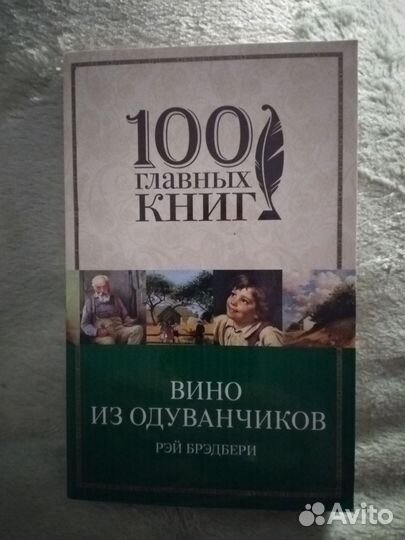 100
ГЛАВНЫХ
КНИГ
ВИНО
ИЗ ОДУВАНЧИКОВ
РЭЙ БРЭДБЕРИ
Avito